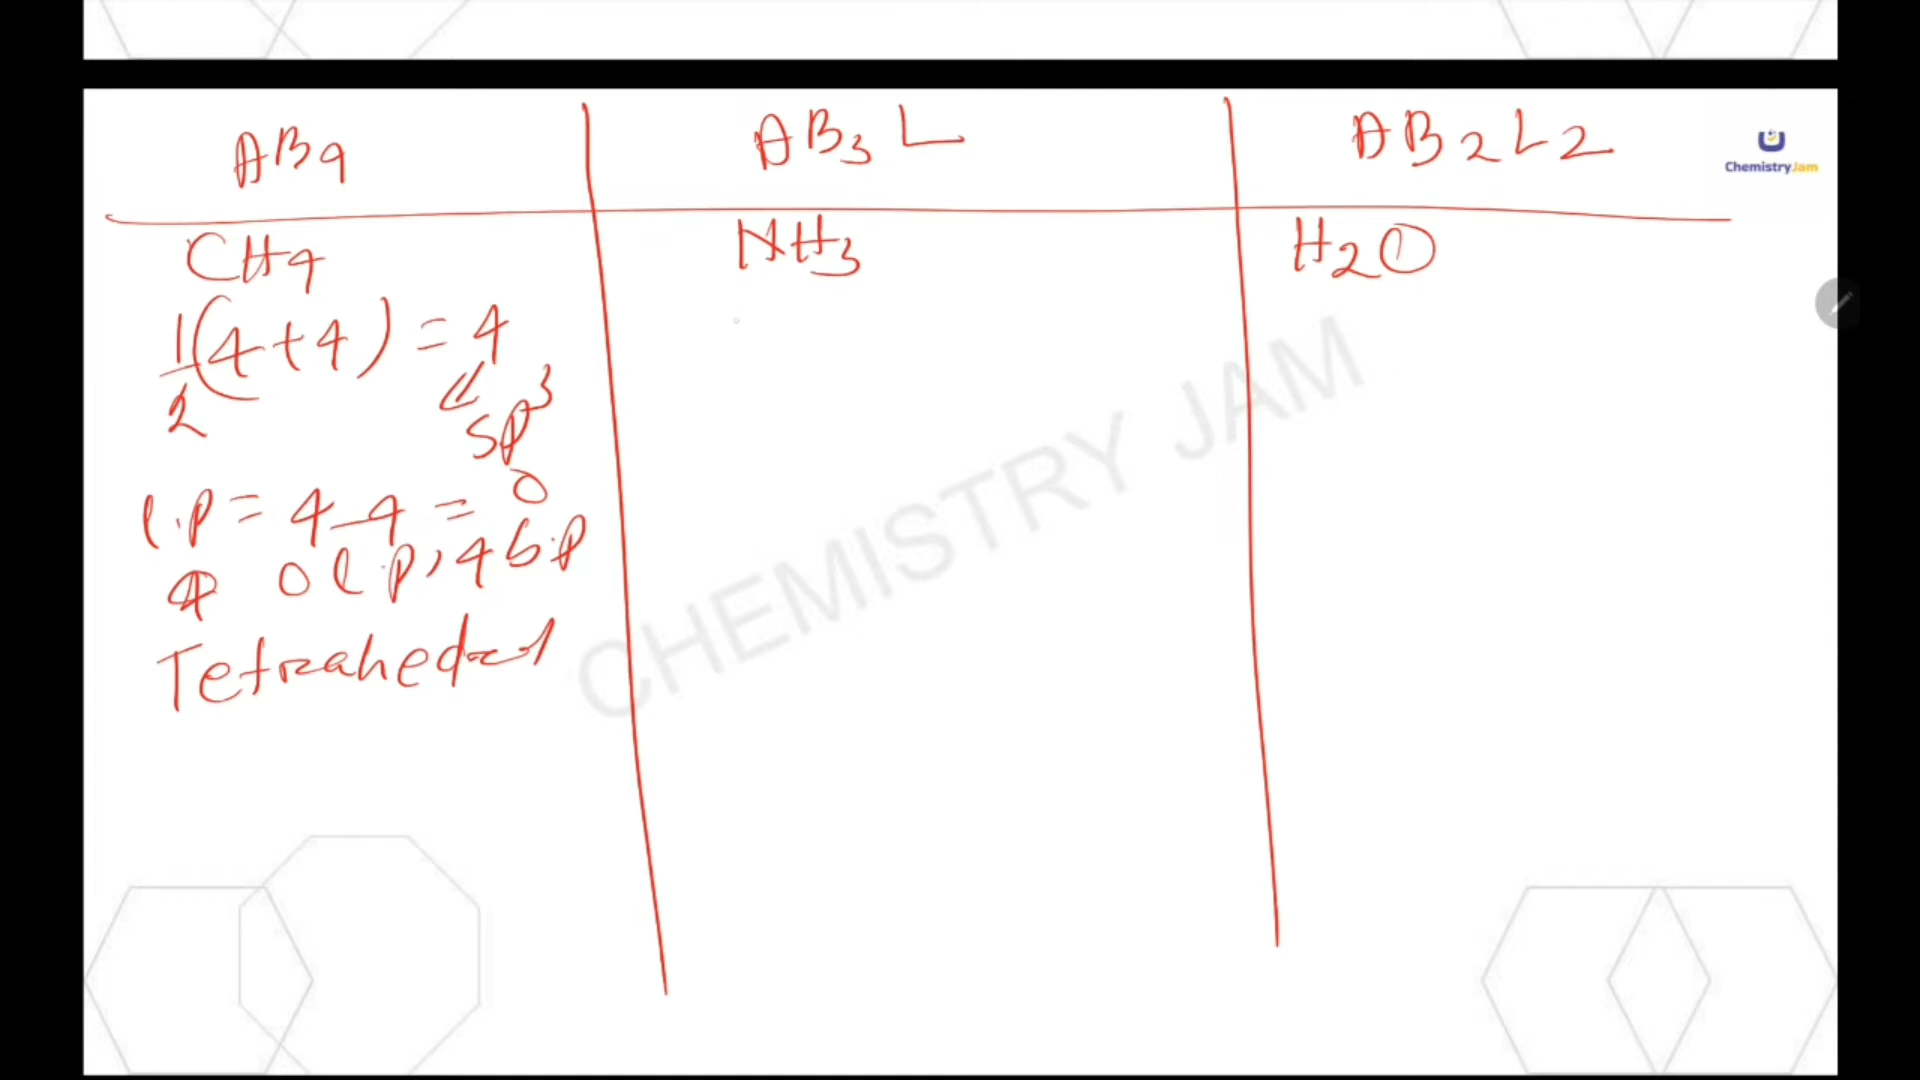 AB4
AB3L
AB2L2
ChemistryJam
CH4
NH3
H2O
1/2(4+4) = 4
sp3
l.p = 4-4 = 0
0 l.p, 4 b.p
Tetrahedral
CHEMISTRY JAM